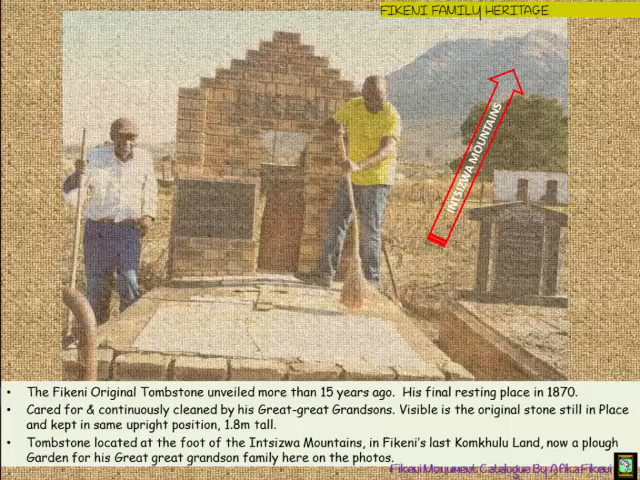 FIKENI FAMILY HERITAGE
FIKENI
INTSIZWA MOUNTAINS
• The Fikeni Original Tombstone unveiled more than 15 years ago. His final resting place in 1870.
• Cared for & continuously cleaned by his Great-great Grandsons. Visible is the original stone still in Place
and kept in same upright position, 1.8m tall.
• Tombstone located at the foot of the Intsizwa Mountains, in Fikeni's last Komkhulu Land, now a plough
Garden for his Great great grandson family here on the photos.
Fikeni Monument Catalogue By Afika Fikeni